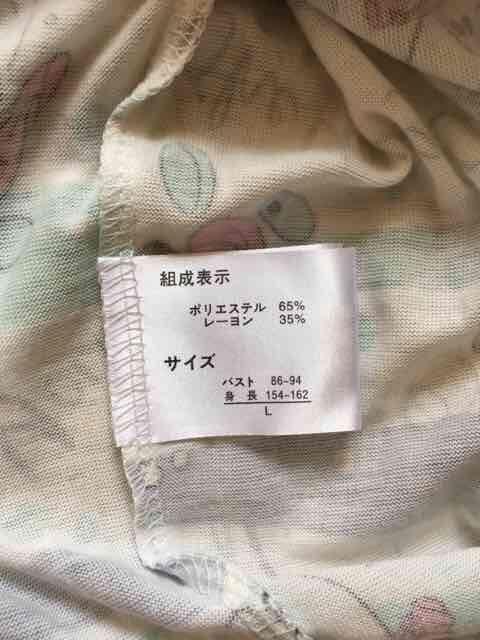 組成表示
ポリエステル 65%
レーヨン 35%
サイズ
バスト 86-94
身長 154-162
L